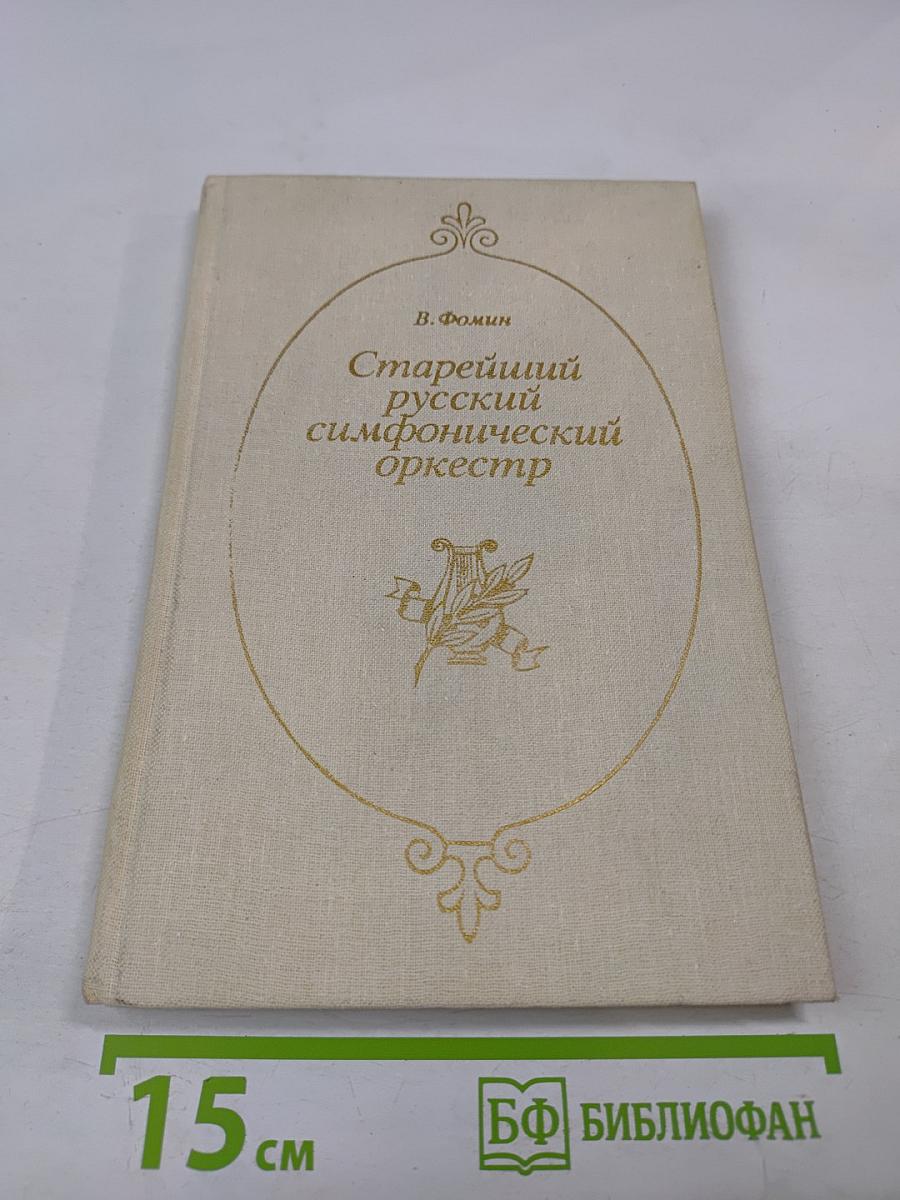 В. Фомин
Старейший
русский
симфонический
оркестр
15 см
БФ БИБЛИОФАН